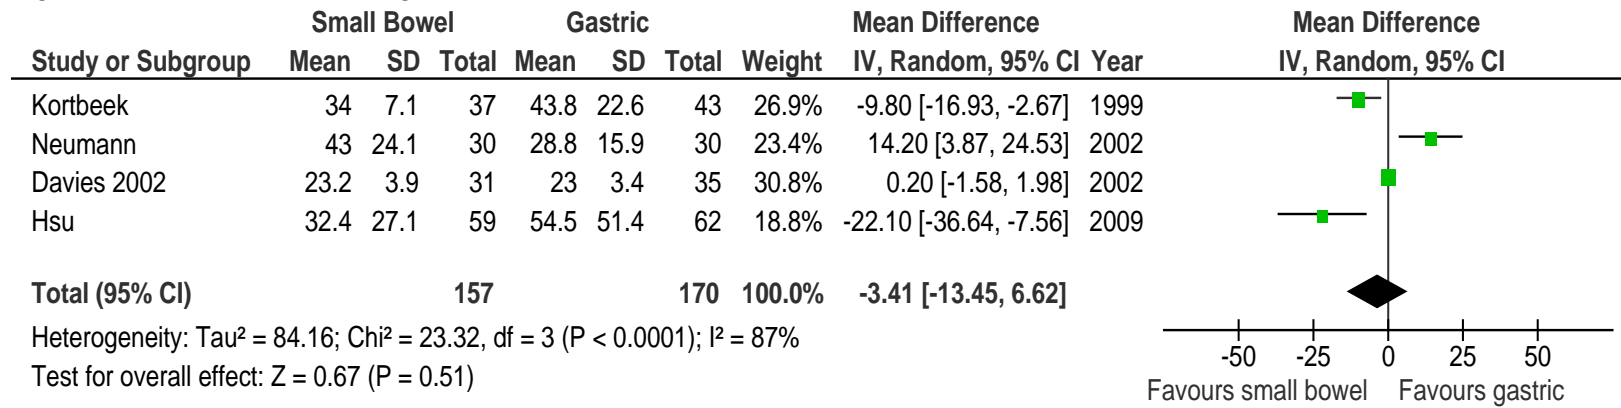 Small Bowel Gastric Mean Difference Mean Difference
Study or Subgroup Mean SD Total Mean SD Total Weight IV, Random, 95% CI Year IV, Random, 95% CI
Kortbeek 34 7.1 37 43.8 22.6 43 26.9% -9.80 [-16.93, -2.67] 1999
Neumann 43 24.1 30 28.8 15.9 30 23.4% 14.20 [3.87, 24.53] 2002
Davies 2002 23.2 3.9 31 23 3.4 35 30.8% 0.20 [-1.58, 1.98] 2002
Hsu 32.4 27.1 59 54.5 51.4 62 18.8% -22.10 [-36.64, -7.56] 2009
Total (95% CI) 157 170 100.0% -3.41 [-13.45, 6.62]
Heterogeneity: Tau² = 84.16; Chi² = 23.32, df = 3 (P < 0.0001); I² = 87%
Test for overall effect: Z = 0.67 (P = 0.51)
-50 -25 0 25 50
Favours small bowel Favours gastric